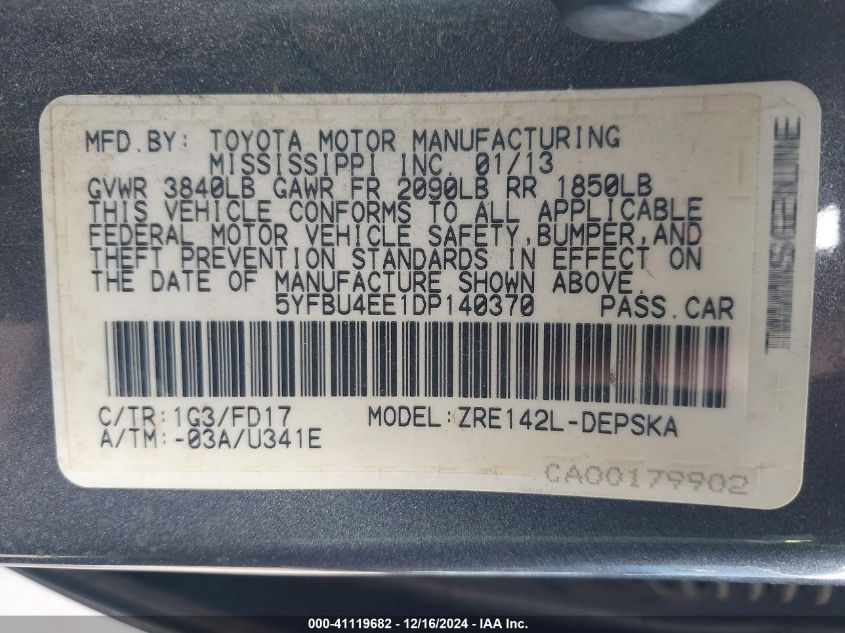 MFD.BY: TOYOTA MOTOR MANUFACTURING
MISSISSIPPI INC. 01/13
GVWR 3840LB GAWR FR 2090LB RR 1850LB
THIS VEHICLE CONFORMS TO ALL APPLICABLE
FEDERAL MOTOR VEHICLE SAFETY,BUMPER,AND
THEFT PREVENTION STANDARDS IN EFFECT ON
THE DATE OF MANUFACTURE SHOWN ABOVE.
5YFBU4EE1DP140370 PASS.CAR
C/TR:1G3/FD17 MODEL:ZRE142L-DEPSKA
A/TM:-03A/U341E
CA00179902
000-41119682 / 12/16/2024 - IAA Inc.